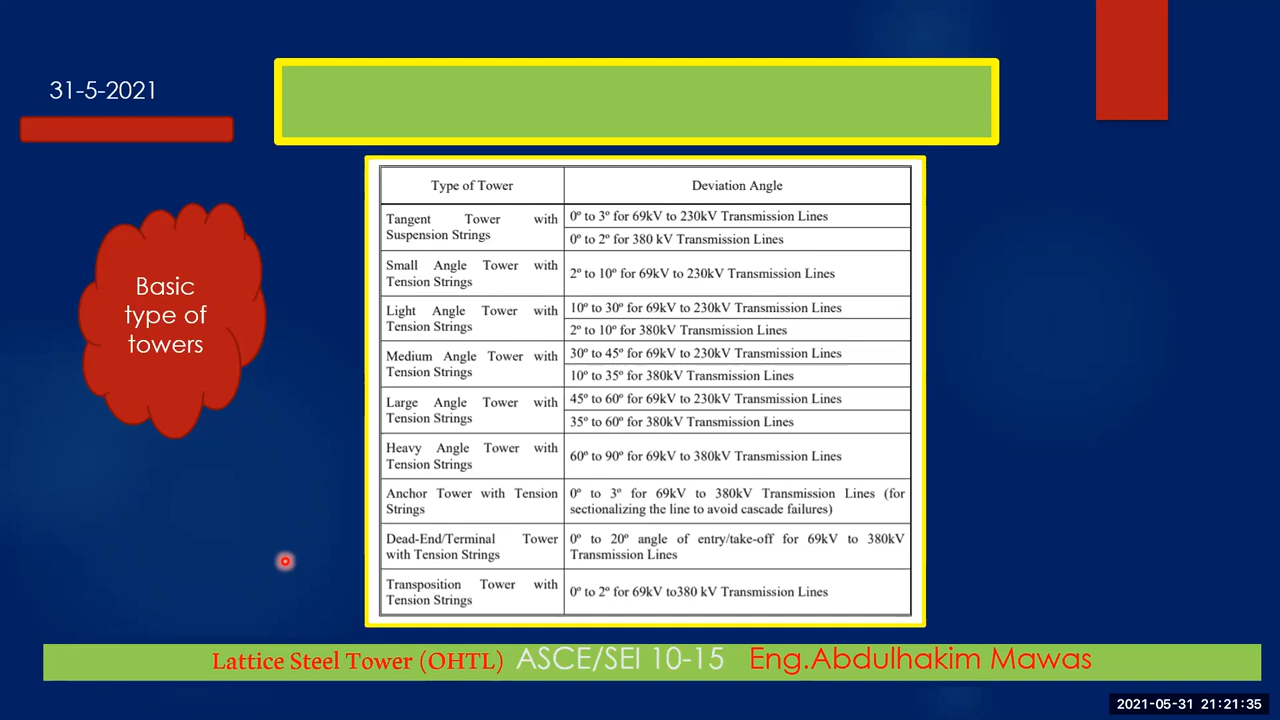 31-5-2021
Basic
type of
towers
Type of Tower
Deviation Angle
Tangent Tower with
Suspension Strings
0º to 3º for 69kV to 230kV Transmission Lines
0º to 2º for 380 kV Transmission Lines
Small Angle Tower with
Tension Strings
2º to 10º for 69kV to 230kV Transmission Lines
Light Angle Tower with
Tension Strings
10º to 30º for 69kV to 230kV Transmission Lines
2º to 10º for 380kV Transmission Lines
Medium Angle Tower with
Tension Strings
30º to 45º for 69kV to 230kV Transmission Lines
10º to 35º for 380kV Transmission Lines
Large Angle Tower with
Tension Strings
45º to 60º for 69kV to 230kV Transmission Lines
35º to 60º for 380kV Transmission Lines
Heavy Angle Tower with
Tension Strings
60º to 90º for 69kV to 380kV Transmission Lines
Anchor Tower with Tension
Strings
0º to 3º for 69kV to 380kV Transmission Lines (for
sectionalizing the line to avoid cascade failures)
Dead-End/Terminal Tower
with Tension Strings
0º to 20º angle of entry/take-off for 69kV to 380kV
Transmission Lines
Transposition Tower with
Tension Strings
0º to 2º for 69kV to380 kV Transmission Lines
Lattice Steel Tower (OHTL) ASCE/SEI 10-15 Eng.Abdulhakim Mawas
2021-05-31 21:21:35